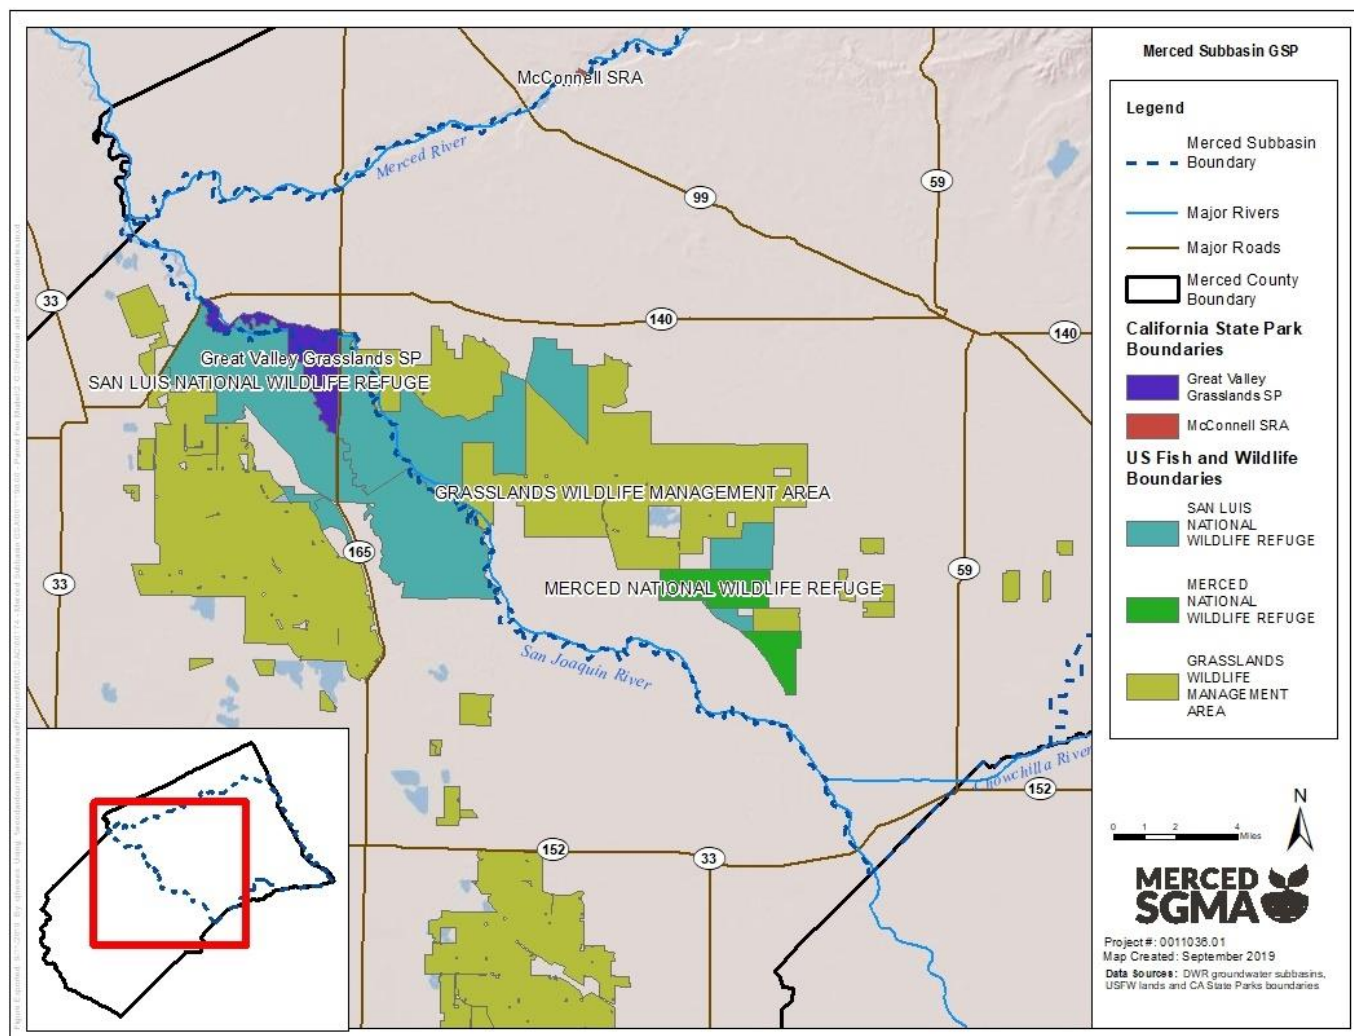 Merced Subbasin GSP
Legend
Merced Subbasin
Boundary
Major Rivers
Major Roads
Merced County
Boundary
California State Park
Boundaries
Great Valley
Grasslands SP
McConnell SRA
US Fish and Wildlife
Boundaries
SAN LUIS
NATIONAL
WILDLIFE REFUGE
MERCED
NATIONAL
WILDLIFE REFUGE
GRASSLANDS
WILDLIFE
MANAGEMENT
AREA
N
0 1 2 4
Miles
MERCED
SGMA
Project #: 0011036.01
Map Created: September 2019
Data Sources: DWR groundwater subbasins,
USFW lands and CA State Parks boundaries
McConnell SRA
Merced River
99
59
33
140
140
Great Valley Grasslands SP
SAN LUIS NATIONAL WILDLIFE REFUGE
GRASSLANDS WILDLIFE MANAGEMENT AREA
165
33
59
MERCED NATIONAL WILDLIFE REFUGE
San Joaquin River
Chowchilla River
152
152
33